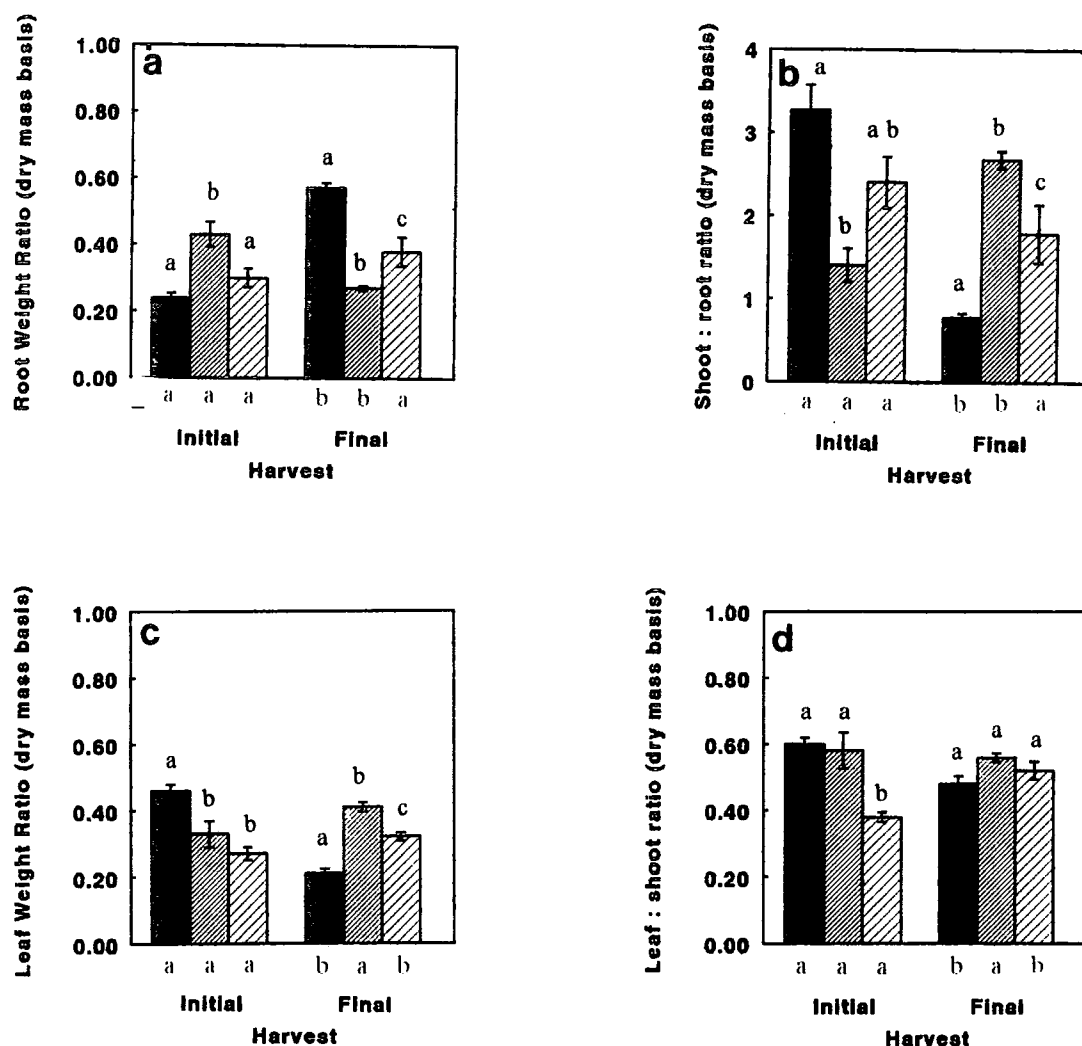 a
Root Weight Ratio (dry mass basis)
1.00
0.80
0.60
0.40
0.20
0.00
a b a a b c
a a a b b a
Initial Final
Harvest
b
Shoot : root ratio (dry mass basis)
4
3
2
1
0
a b a b a b c
a a a b b a
Initial Final
Harvest
c
Leaf Weight Ratio (dry mass basis)
1.00
0.80
0.60
0.40
0.20
0.00
a b b a b c
a a a b a b
Initial Final
Harvest
d
Leaf : shoot ratio (dry mass basis)
1.00
0.80
0.60
0.40
0.20
0.00
a a b a a a
a a a b a b
Initial Final
Harvest